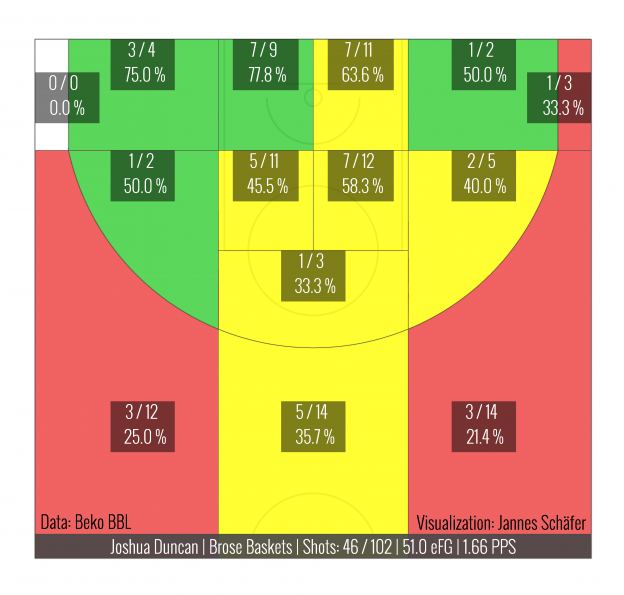 3 / 4
75.0 %
7 / 9
77.8 %
7 / 11
63.6 %
1 / 2
50.0 %
0 / 0
0.0 %
1 / 3
33.3 %
1 / 2
50.0 %
5 / 11
45.5 %
7 / 12
58.3 %
2 / 5
40.0 %
1 / 3
33.3 %
3 / 12
25.0 %
5 / 14
35.7 %
3 / 14
21.4 %
Data: Beko BBL
Visualization: Jannes Schäfer
Joshua Duncan | Brose Baskets | Shots: 46 / 102 | 51.0 eFG | 1.66 PPS